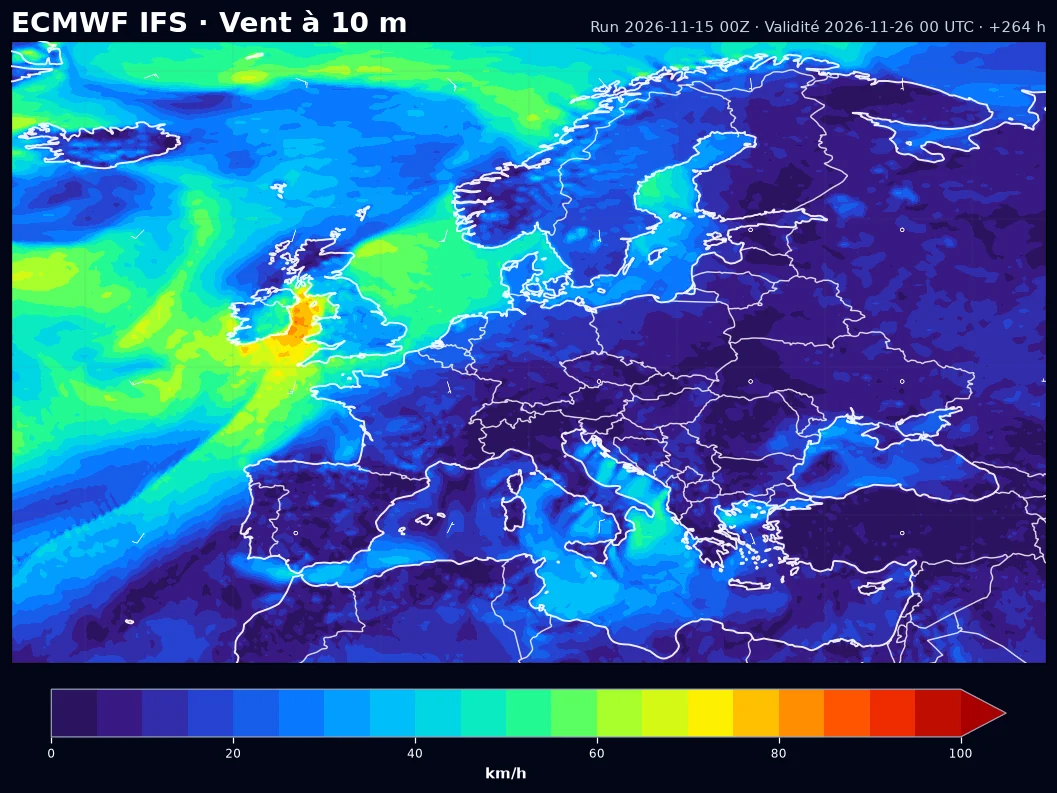 ECMWF IFS · Vent à 10 m
Run 2026-11-15 00Z · Validité 2026-11-26 00 UTC · +264 h
0 20 40 60 80 100
km/h